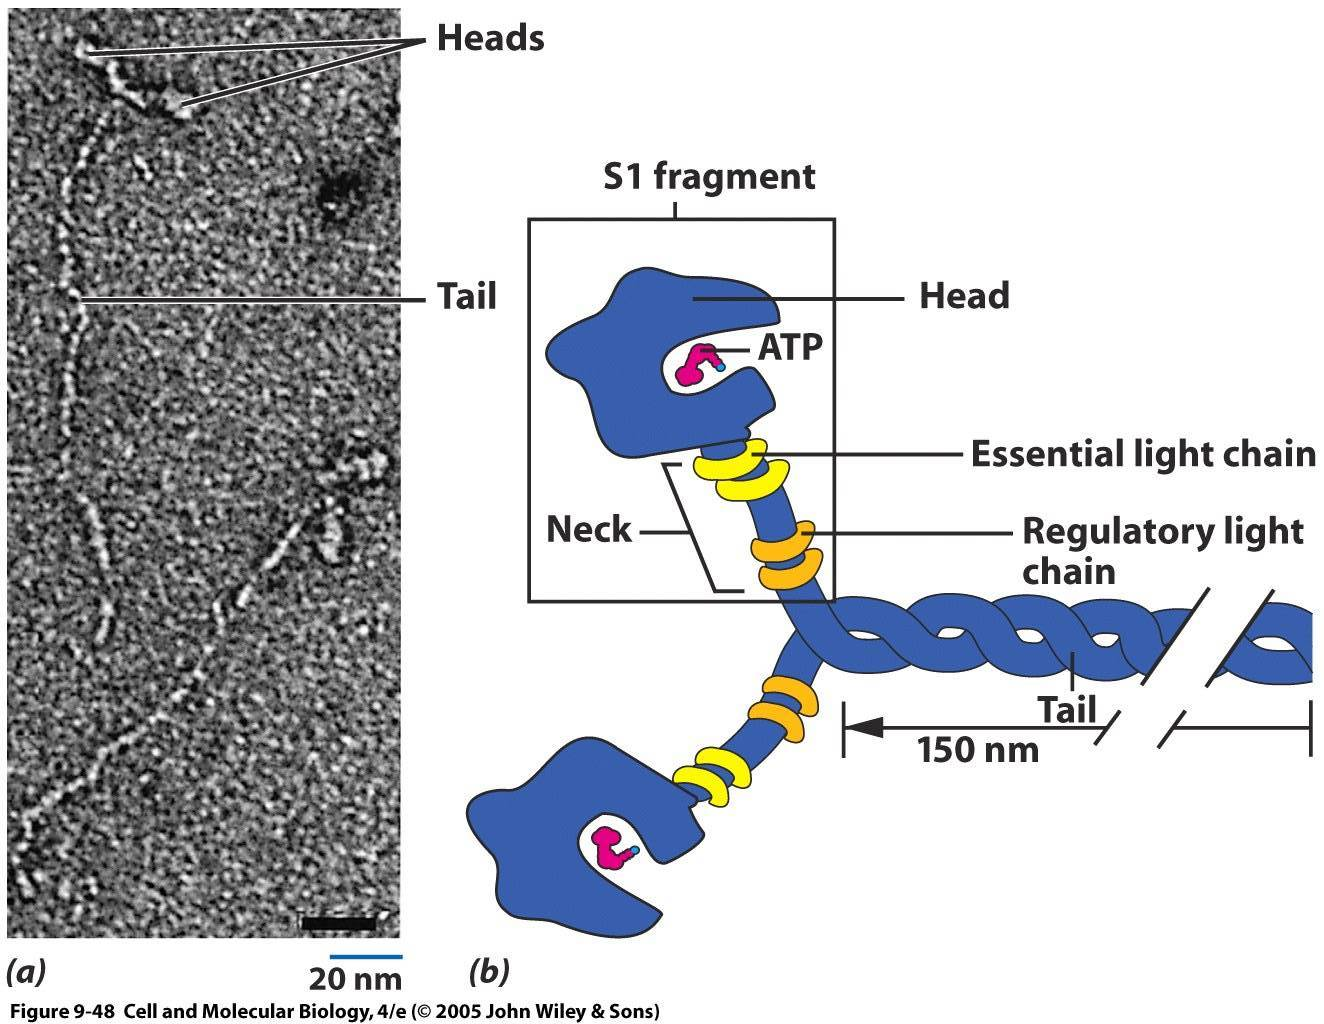 Heads
Tail
S1 fragment
Head
ATP
Essential light chain
Neck
Regulatory light
chain
Tail
150 nm
(a)
20 nm
(b)
Figure 9-48 Cell and Molecular Biology, 4/e (© 2005 John Wiley & Sons)